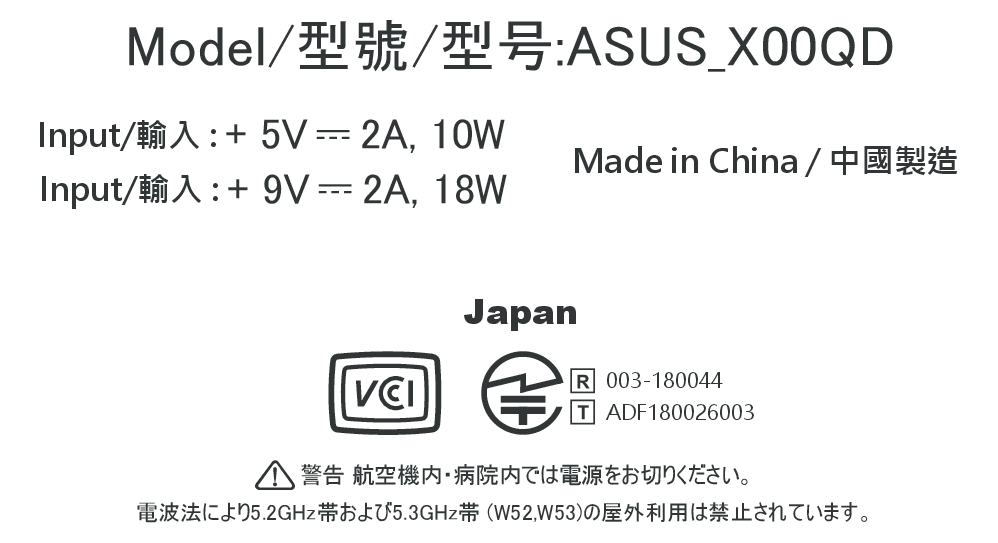 Model/型號/型号:ASUS_X00QD
Input/輸入 : + 5V ⎓ 2A, 10W
Input/輸入 : + 9V ⎓ 2A, 18W
Made in China / 中國製造
Japan
VCCI
R 003-180044
T ADF180026003
警告 航空機内・病院内では電源をお切りください。
電波法により5.2GHz帯および5.3GHz帯 (W52,W53)の屋外利用は禁止されています。